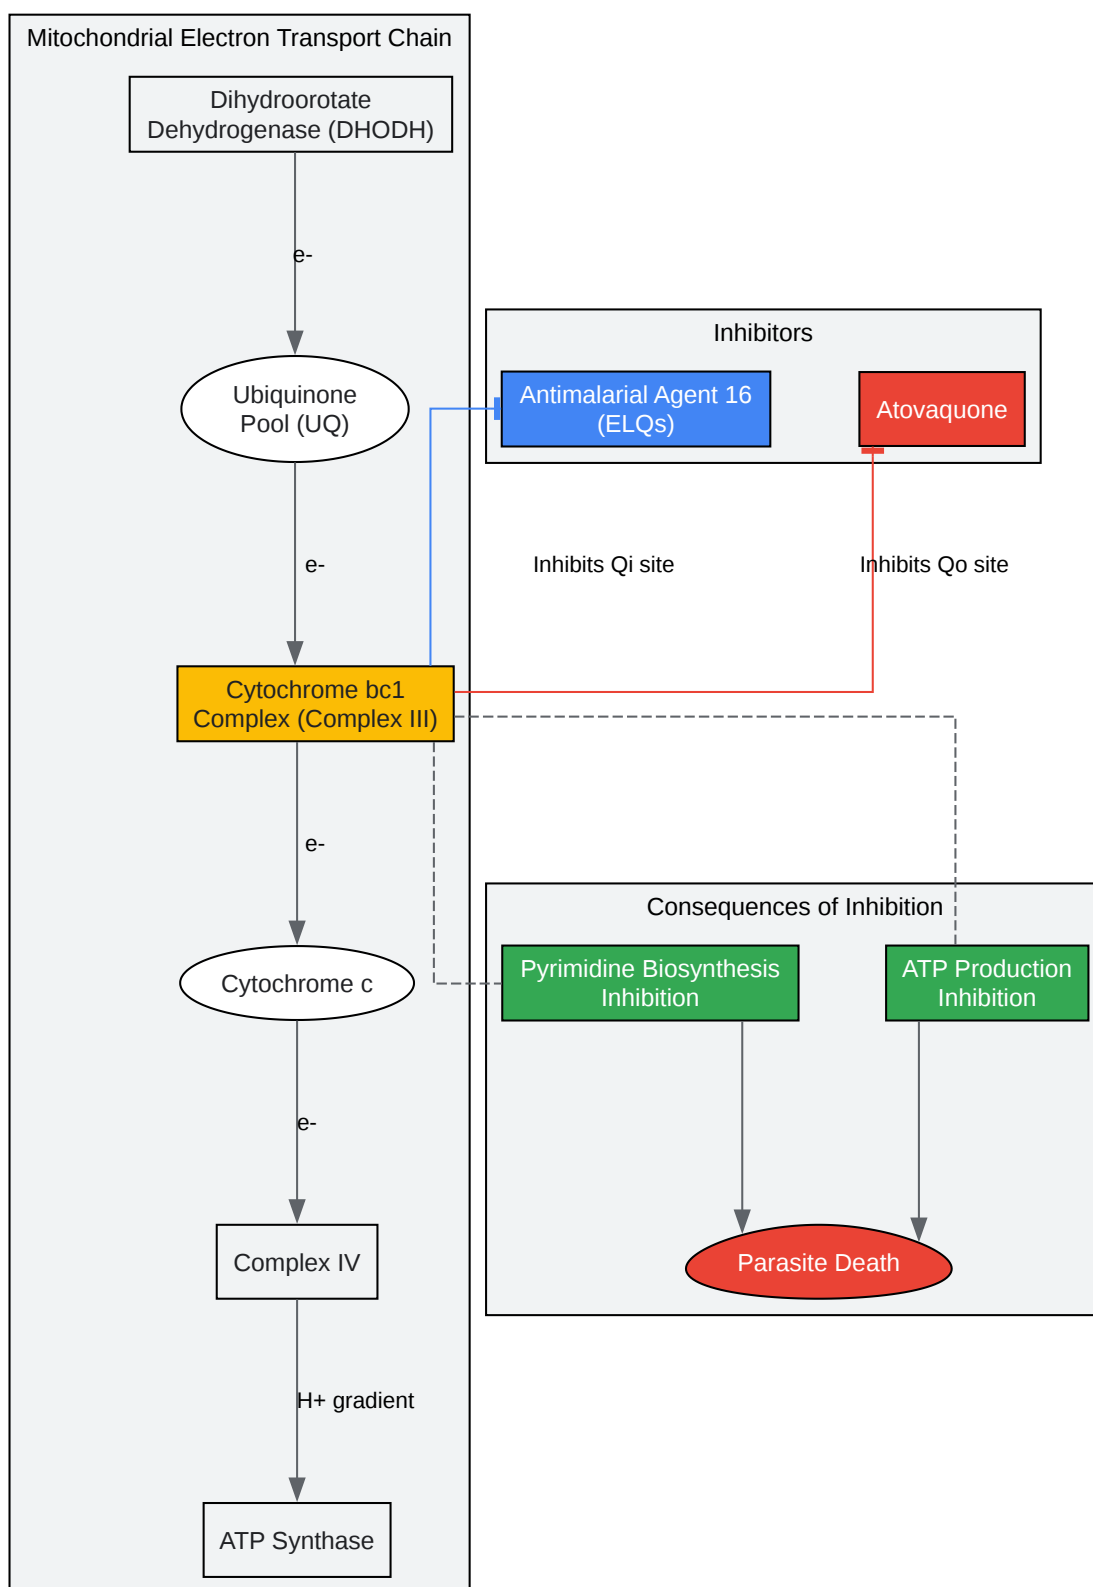 Mitochondrial Electron Transport Chain
Dihydroorotate
Dehydrogenase (DHODH)
e-
Inhibitors
Ubiquinone
Pool (UQ)
Antimalarial Agent 16
(ELQs)
Atovaquone
e-
Inhibits Qi site
Inhibits Qo site
Cytochrome bc1
Complex (Complex III)
e-
Consequences of Inhibition
Cytochrome c
Pyrimidine Biosynthesis
Inhibition
ATP Production
Inhibition
e-
Complex IV
Parasite Death
H+ gradient
ATP Synthase